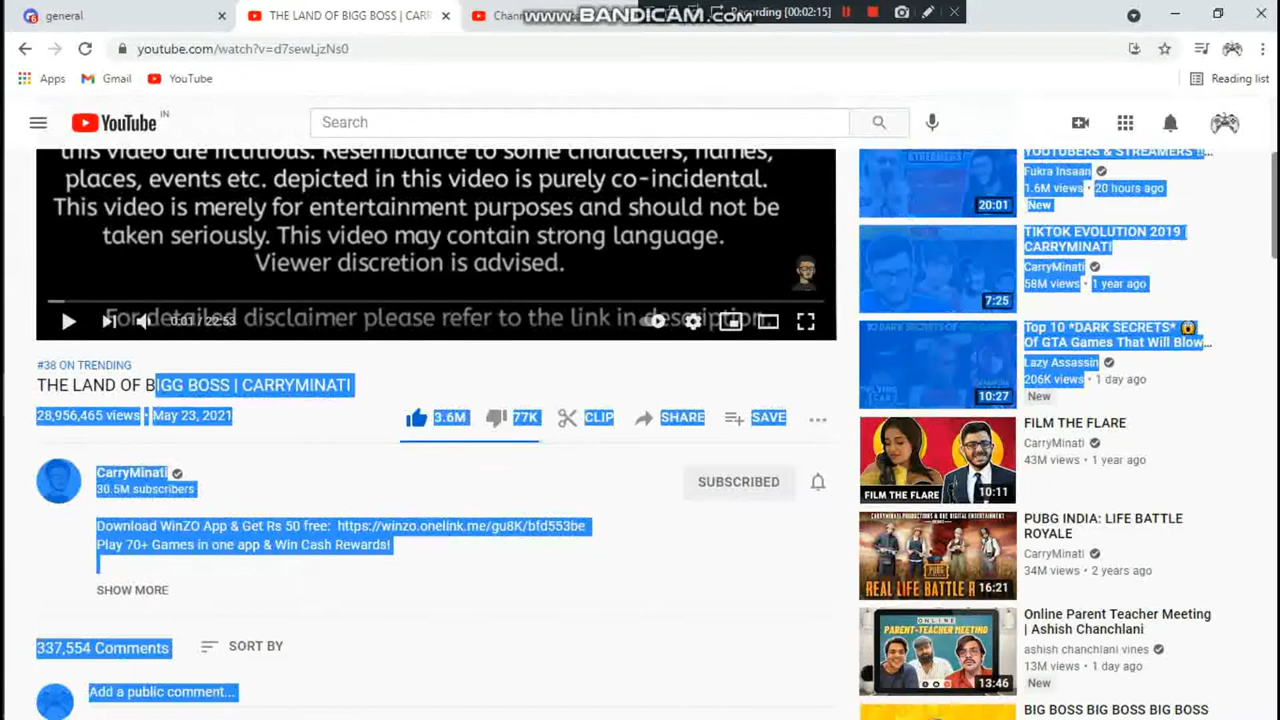 general
THE LAND OF BIGG BOSS | CARR
Chann
www.BANDICAM.com
Recording [00:02:15]
youtube.com/watch?v=d7sewLjzNs0
Apps
Gmail
YouTube
Reading list
YouTube
IN
Search
this video are fictitious. Resemblance to some characters, names,
places, events etc. depicted in this video is purely co-incidental.
This video is merely for entertainment purposes and should not be
taken seriously. This video may contain strong language.
Viewer discretion is advised.
For detailed disclaimer please refer to the link in description...
0:01 / 22:53
#38 ON TRENDING
THE LAND OF BIGG BOSS | CARRYMINATI
28,956,465 views • May 23, 2021
3.6M
77K
CLIP
SHARE
SAVE
CarryMinati
30.5M subscribers
SUBSCRIBED
Download WinZO App & Get Rs 50 free: https://winzo.onelink.me/gu8K/bfd553be
Play 70+ Games in one app & Win Cash Rewards!
SHOW MORE
337,554 Comments
SORT BY
Add a public comment...
YOUTUBERS & STREAMERS !!...
Fukra Insaan
1.6M views • 20 hours ago
New
20:01
TIKTOK EVOLUTION 2019 |
CARRYMINATI
CarryMinati
58M views • 1 year ago
7:25
Top 10 *DARK SECRETS* 😱
Of GTA Games That Will Blow...
Lazy Assassin
206K views • 1 day ago
New
10:27
FILM THE FLARE
CarryMinati
43M views • 1 year ago
FILM THE FLARE
10:11
PUBG INDIA: LIFE BATTLE
ROYALE
CarryMinati
34M views • 2 years ago
REAL LIFE BATTLE R
16:21
Online Parent Teacher Meeting
| Ashish Chanchlani
ashish chanchlani vines
13M views • 1 day ago
New
ONLINE
PARENT-TEACHER MEETING
13:46
BIG BOSS BIG BOSS BIG BOSS